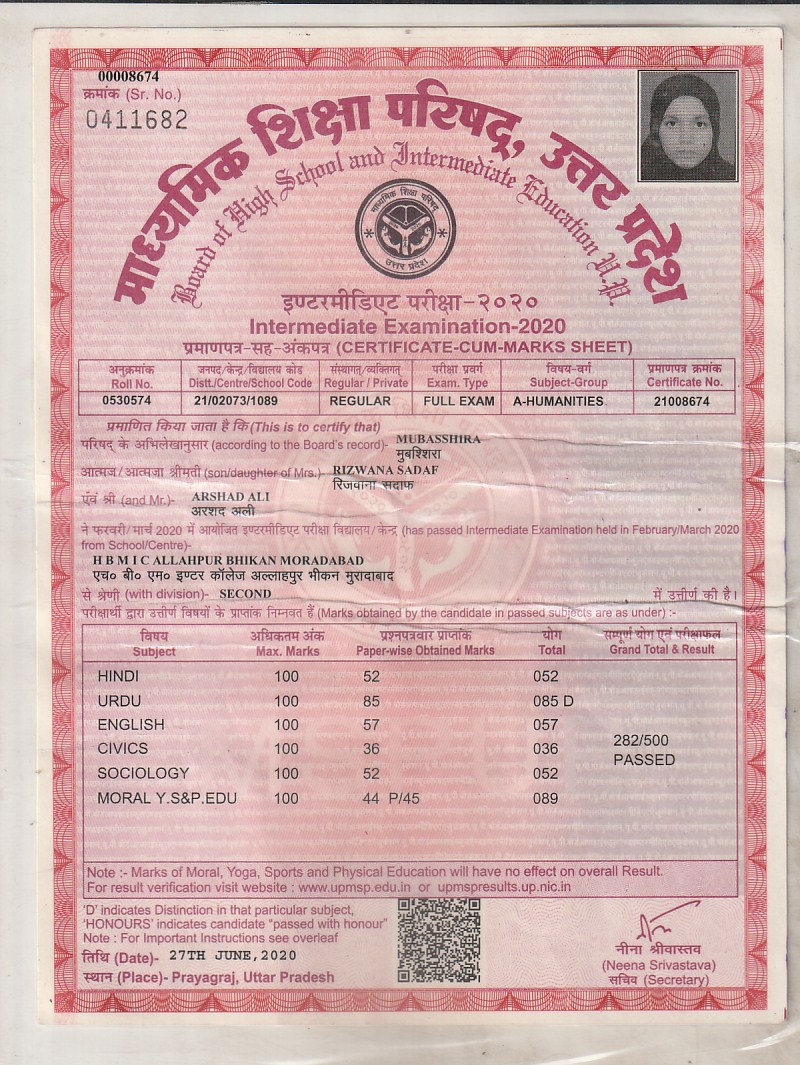 00008674
क्रमांक (Sr. No.)
0411682
माध्यमिक शिक्षा परिषद्, उत्तर प्रदेश
Board of High School and Intermediate Education U.P.
माध्यमिक शिक्षा परिषद
उत्तर प्रदेश
इण्टरमीडिएट परीक्षा-२०२०
Intermediate Examination-2020
प्रमाणपत्र-सह-अंकपत्र (CERTIFICATE-CUM-MARKS SHEET)
अनुक्रमांक जनपद/केन्द्र/विद्यालय कोड संस्थागत/व्यक्तिगत परीक्षा प्रवर्ग विषय-वर्ग प्रमाणपत्र क्रमांक
Roll No. Distt./Centre/School Code Regular / Private Exam. Type Subject-Group Certificate No.
0530574 21/02073/1089 REGULAR FULL EXAM A-HUMANITIES 21008674
प्रमाणित किया जाता है कि (This is to certify that)
परिषद् के अभिलेखानुसार (according to the Board's record)- MUBASSHIRA
मुबश्शिरा
आत्मज/आत्मजा श्रीमती (son/daughter of Mrs.)- RIZWANA SADAF
रिजवाना सदाफ
एंवं श्री (and Mr.)- ARSHAD ALI
अरशद अली
ने फरवरी/मार्च 2020 में आयोजित इण्टरमीडिएट परीक्षा विद्यालय/केन्द्र (has passed Intermediate Examination held in February/March 2020
from School/Centre)-
H B M I C ALLAHPUR BHIKAN MORADABAD
एच० बी० एम० इण्टर कॉलेज अल्लाहपुर भीकन मुरादाबाद
से श्रेणी (with division)- SECOND में उत्तीर्ण की है।
परीक्षार्थी द्वारा उत्तीर्ण विषयों के प्राप्तांक निम्नवत हैं (Marks obtained by the candidate in passed subjects are as under) :-
विषय अधिकतम अंक प्रश्नपत्रवार प्राप्तांक योग सम्पूर्ण योग एवं परीक्षाफल
Subject Max. Marks Paper-wise Obtained Marks Total Grand Total & Result
HINDI 100 52 052
URDU 100 85 085 D
ENGLISH 100 57 057
CIVICS 100 36 036
282/500
PASSED
SOCIOLOGY 100 52 052
MORAL Y.S&P.EDU 100 44 P/45 089
Note :- Marks of Moral, Yoga, Sports and Physical Education will have no effect on overall Result.
For result verification visit website : www.upmsp.edu.in or upmspresults.up.nic.in
'D' indicates Distinction in that particular subject,
'HONOURS' indicates candidate "passed with honour"
Note : For Important Instructions see overleaf
तिथि (Date)- 27TH JUNE,2020
स्थान (Place)- Prayagraj, Uttar Pradesh
नीना श्रीवास्तव
(Neena Srivastava)
सचिव (Secretary)